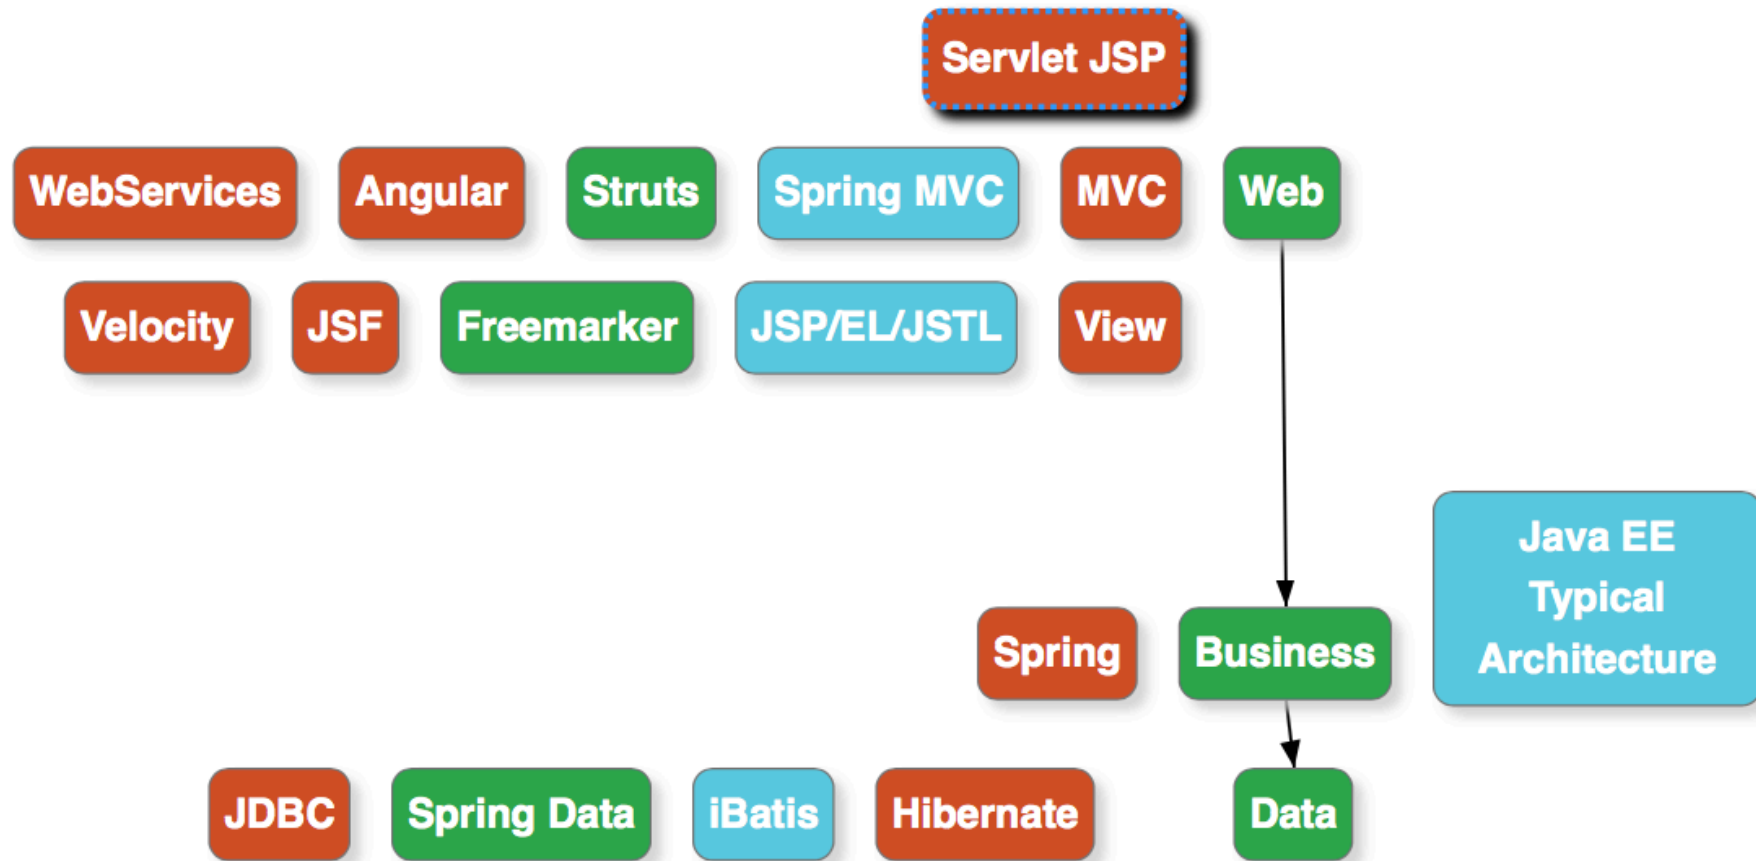 Servlet JSP
WebServices
Angular
Struts
Spring MVC
MVC
Web
Velocity
JSF
Freemarker
JSP/EL/JSTL
View
Java EE
Typical
Architecture
Spring
Business
JDBC
Spring Data
iBatis
Hibernate
Data